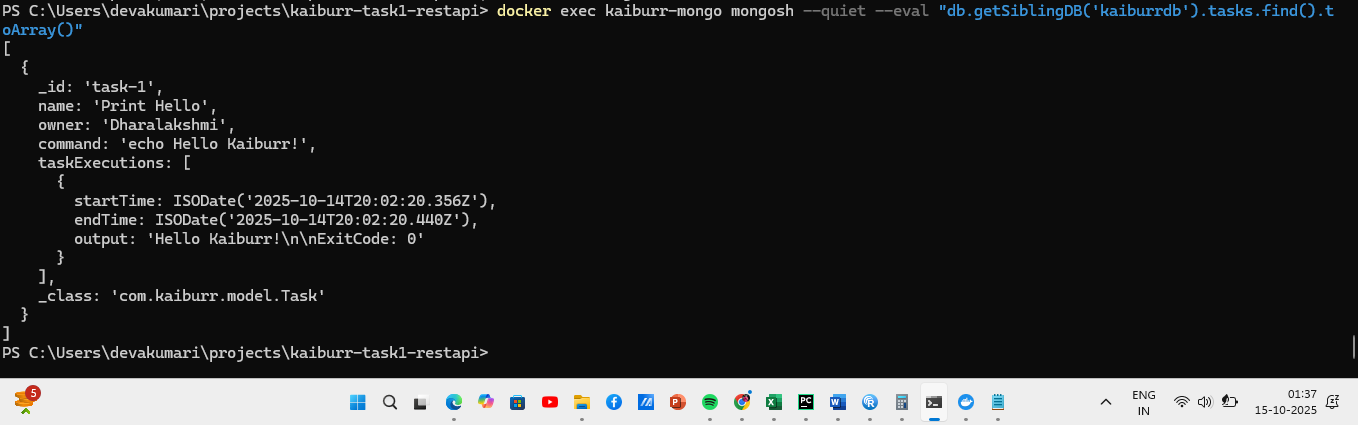 PS C:\Users\devakumari\projects\kaiburr-task1-restapi> docker exec kaiburr-mongo mongosh --quiet --eval "db.getSiblingDB('kaiburrdb').tasks.find().t
oArray()"
[
  {
    _id: 'task-1',
    name: 'Print Hello',
    owner: 'Dharalakshmi',
    command: 'echo Hello Kaiburr!',
    taskExecutions: [
      {
        startTime: ISODate('2025-10-14T20:02:20.356Z'),
        endTime: ISODate('2025-10-14T20:02:20.440Z'),
        output: 'Hello Kaiburr!\n\nExitCode: 0'
      }
    ],
    _class: 'com.kaiburr.model.Task'
  }
]
PS C:\Users\devakumari\projects\kaiburr-task1-restapi>
5
P
X
PC
W
R
ENG
IN
01:37
15-10-2025